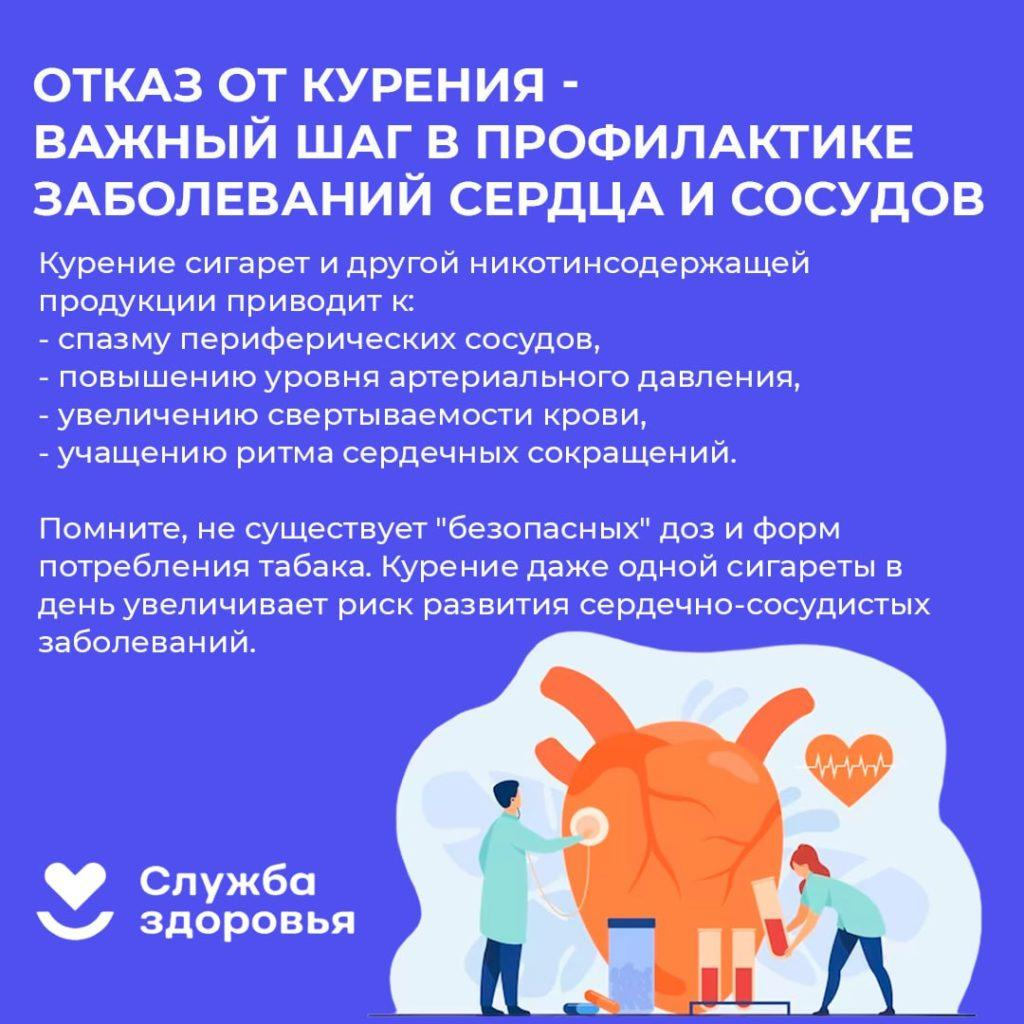 ОТКАЗ ОТ КУРЕНИЯ -
ВАЖНЫЙ ШАГ В ПРОФИЛАКТИКЕ
ЗАБОЛЕВАНИЙ СЕРДЦА И СОСУДОВ
Курение сигарет и другой никотинсодержащей
продукции приводит к:
- спазму периферических сосудов,
- повышению уровня артериального давления,
- увеличению свертываемости крови,
- учащению ритма сердечных сокращений.
Помните, не существует "безопасных" доз и форм
потребления табака. Курение даже одной сигареты в
день увеличивает риск развития сердечно-сосудистых
заболеваний.
Служба
здоровья